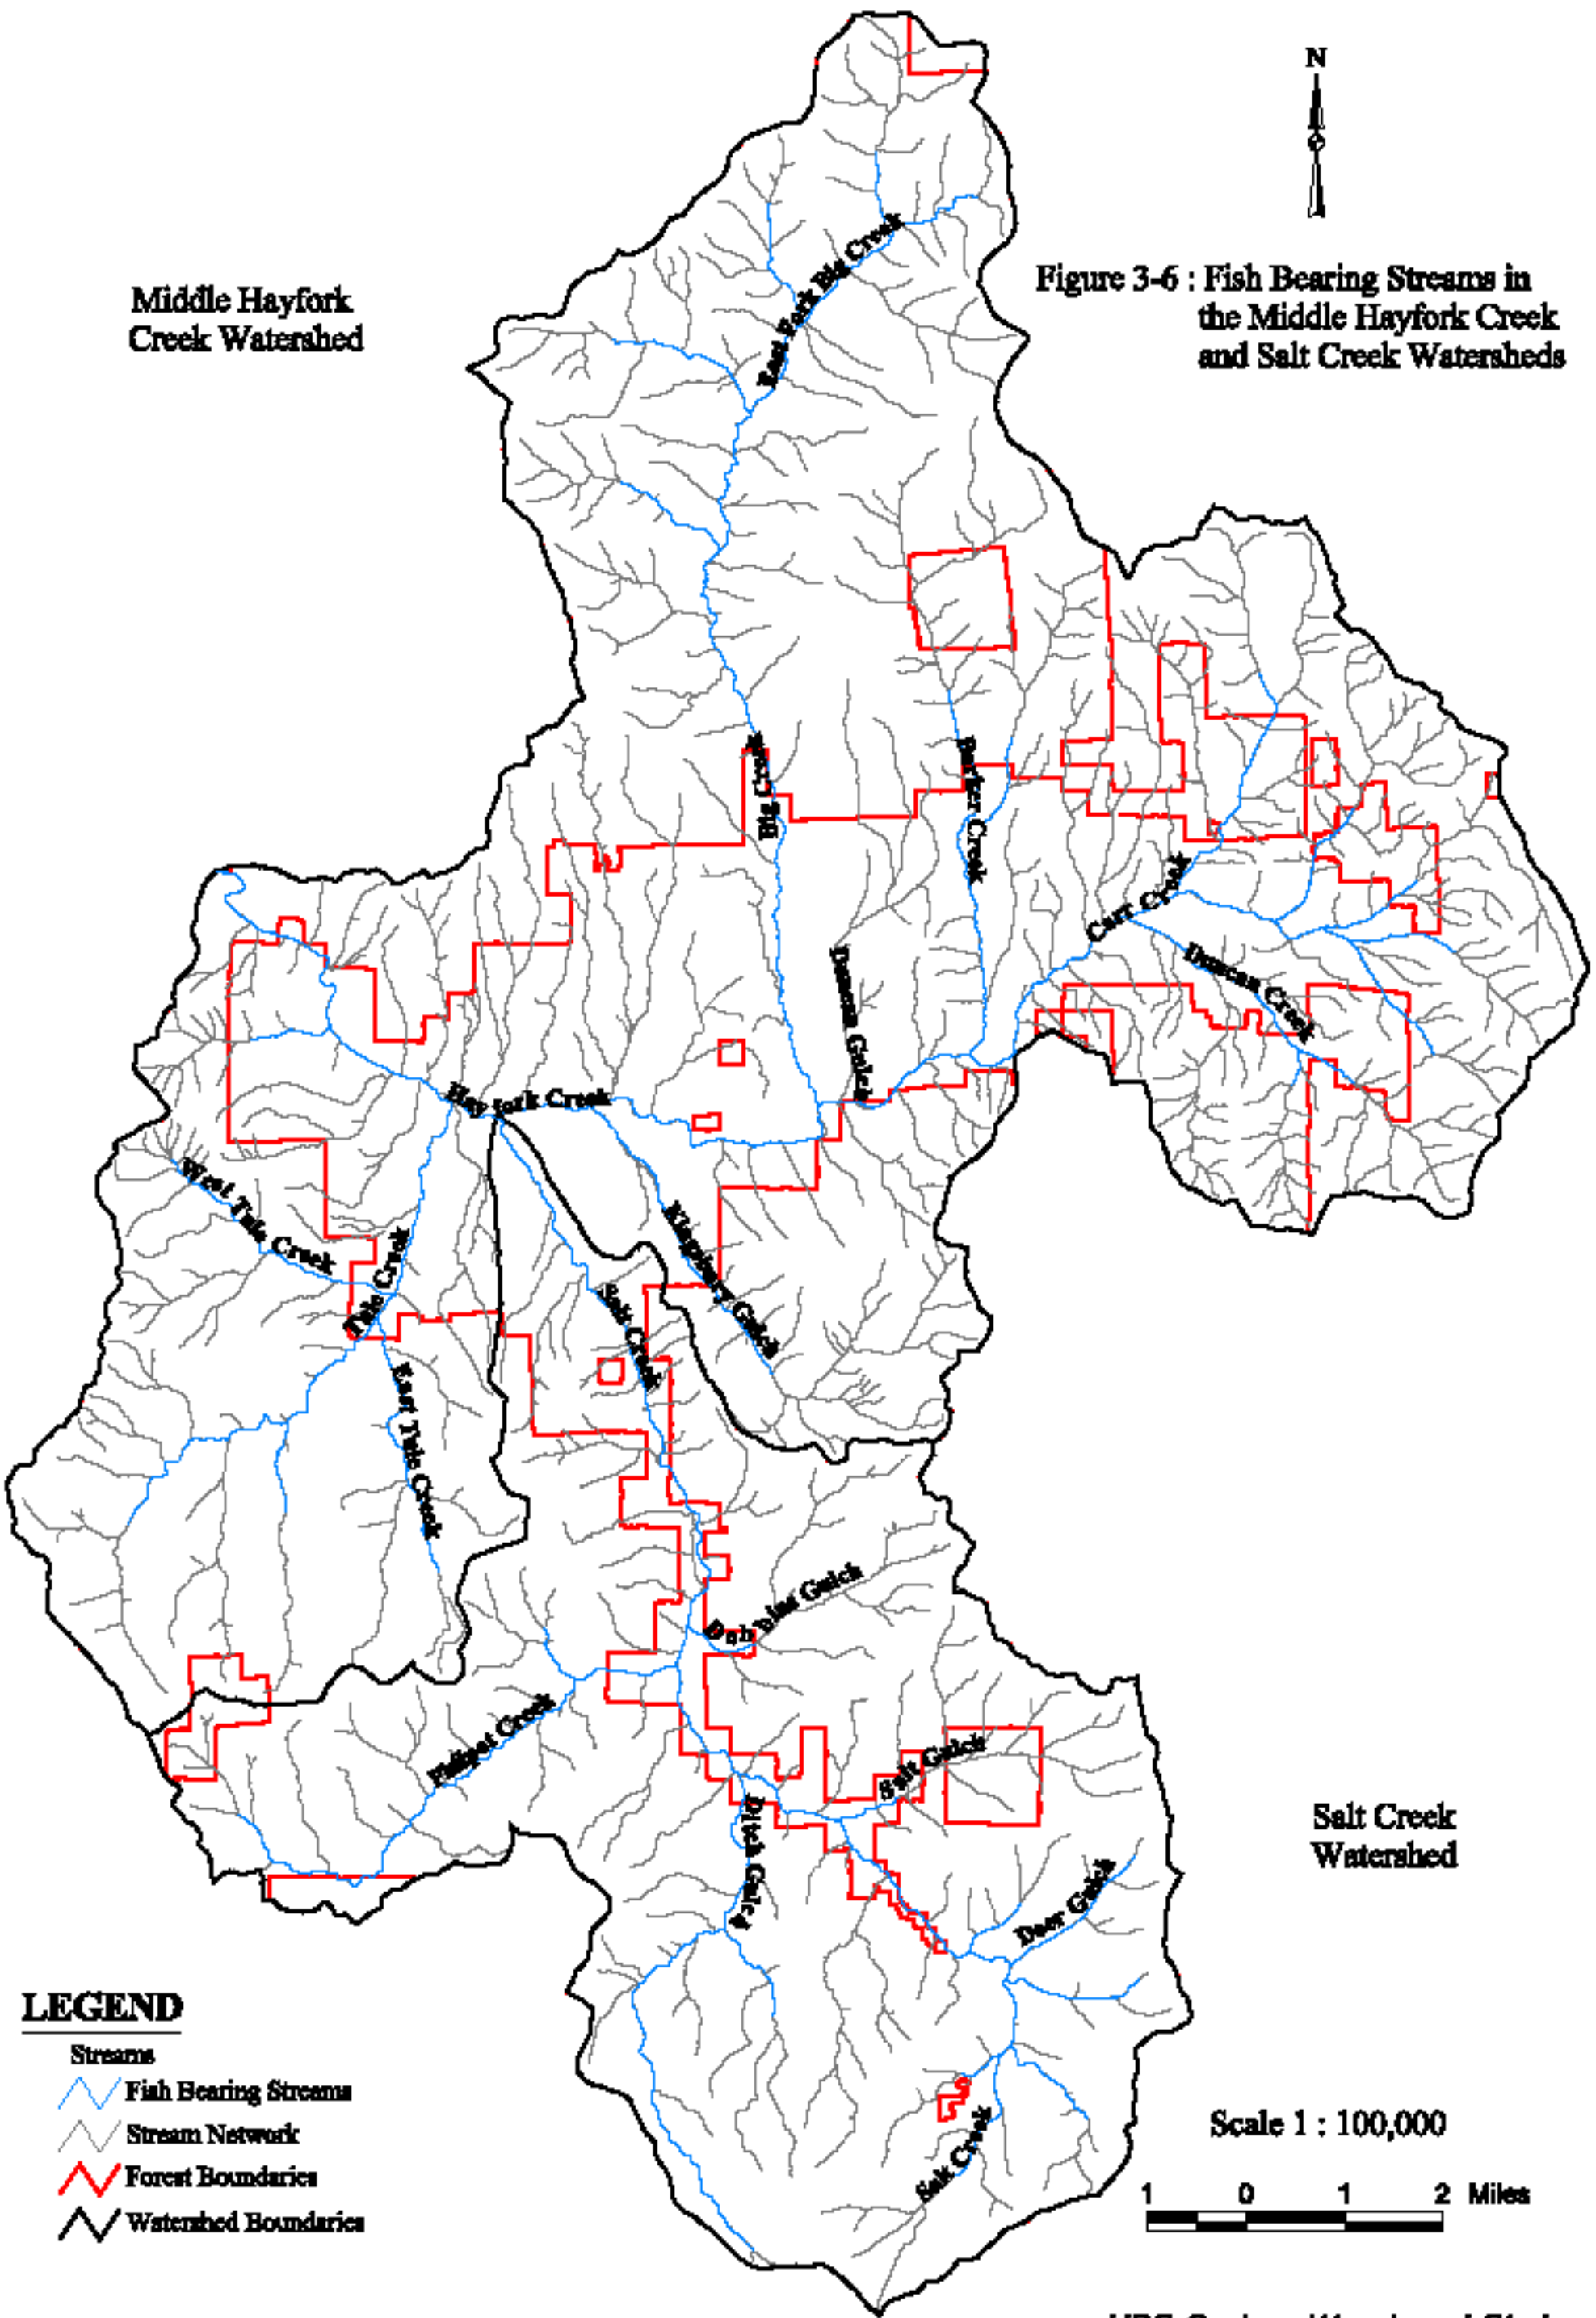 N
Figure 3-6 : Fish Bearing Streams in
the Middle Hayfork Creek
and Salt Creek Watersheds
Middle Hayfork
Creek Watershed
East Fork Big Creek
Big Creek
Barker Creek
Carr Creek
Duncan Creek
Hayfork Creek
West Tule Creek
Tule Creek
East Tule Creek
Kingsbury Gulch
Salt Creek
Dobbins Gulch
Philpot Creek
Salt Gulch
Ditch Gulch
Deer Gulch
Salt Creek
Salt Creek
Watershed
LEGEND
Streams
Fish Bearing Streams
Stream Network
Forest Boundaries
Watershed Boundaries
Scale 1 : 100,000
1 0 1 2 Miles